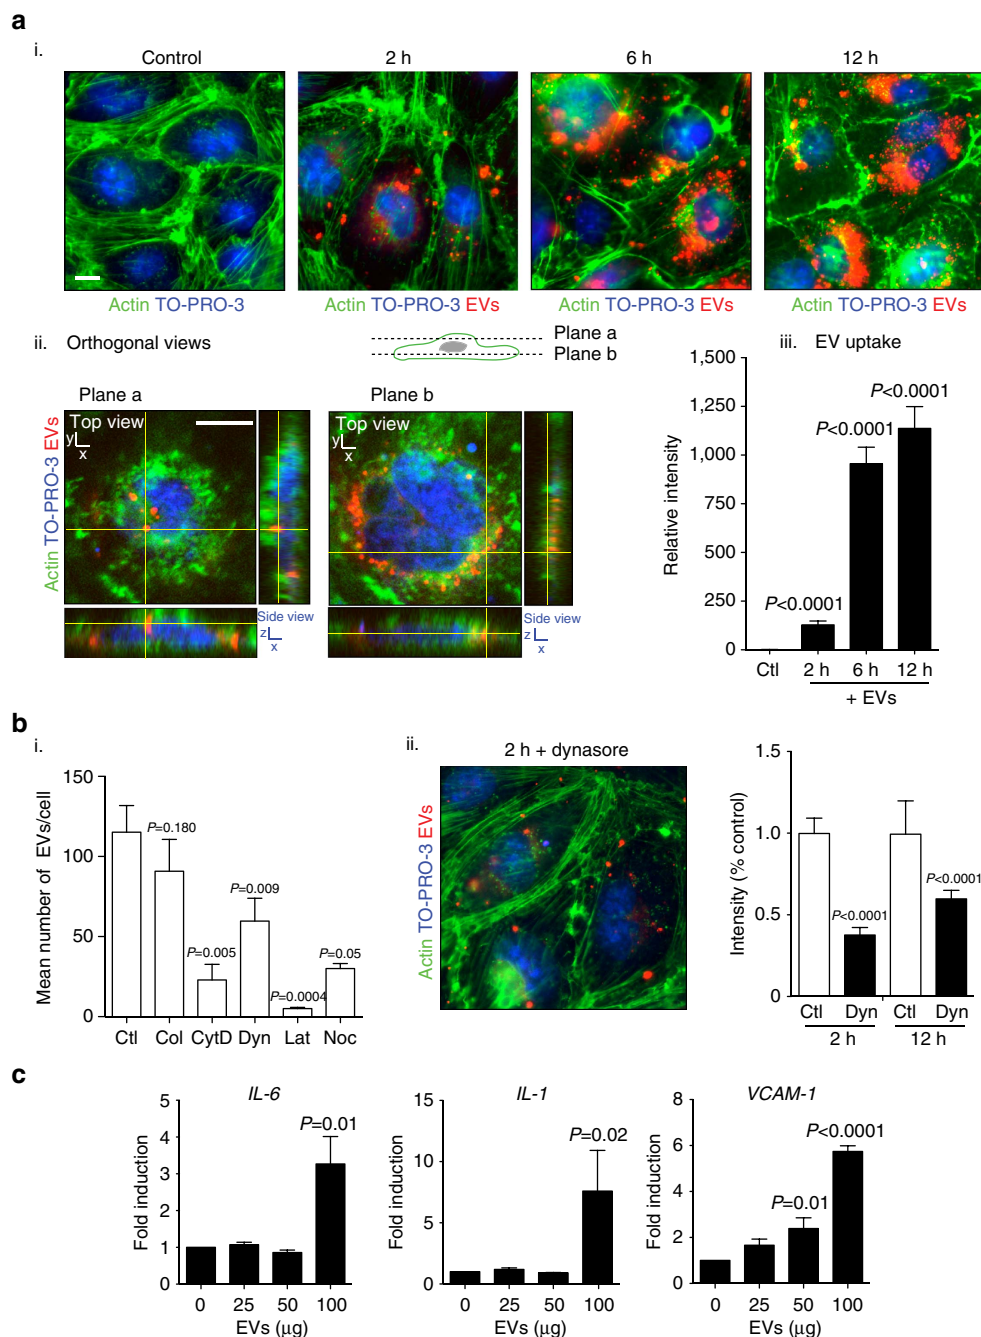 a
i.
Control
2 h
6 h
12 h
Actin TO-PRO-3
Actin TO-PRO-3 EVs
Actin TO-PRO-3 EVs
Actin TO-PRO-3 EVs
ii. Orthogonal views
Plane a
Plane b
Plane a
Plane b
Actin TO-PRO-3 EVs
Top view
y
x
Side view
z
x
Top view
y
x
Side view
z
x
iii. EV uptake
Relative intensity
1,500
1,250
1,000
750
500
250
0
P<0.0001
P<0.0001
P<0.0001
Ctl 2 h 6 h 12 h
+ EVs
b
i.
Mean number of EVs/cell
150
100
50
0
P=0.180
P=0.005
P=0.009
P=0.0004
P=0.05
Ctl Col CytD Dyn Lat Noc
ii.
2 h + dynasore
Actin TO-PRO-3 EVs
Intensity (% control)
1.5
1.0
0.5
0
P<0.0001
P<0.0001
Ctl Dyn Ctl Dyn
2 h 12 h
c
IL-6
Fold induction
5
4
3
2
1
0
P=0.01
0 25 50 100
EVs (μg)
IL-1
Fold induction
15
10
5
0
P=0.02
0 25 50 100
EVs (μg)
VCAM-1
Fold induction
8
6
4
2
0
P=0.01
P<0.0001
0 25 50 100
EVs (μg)